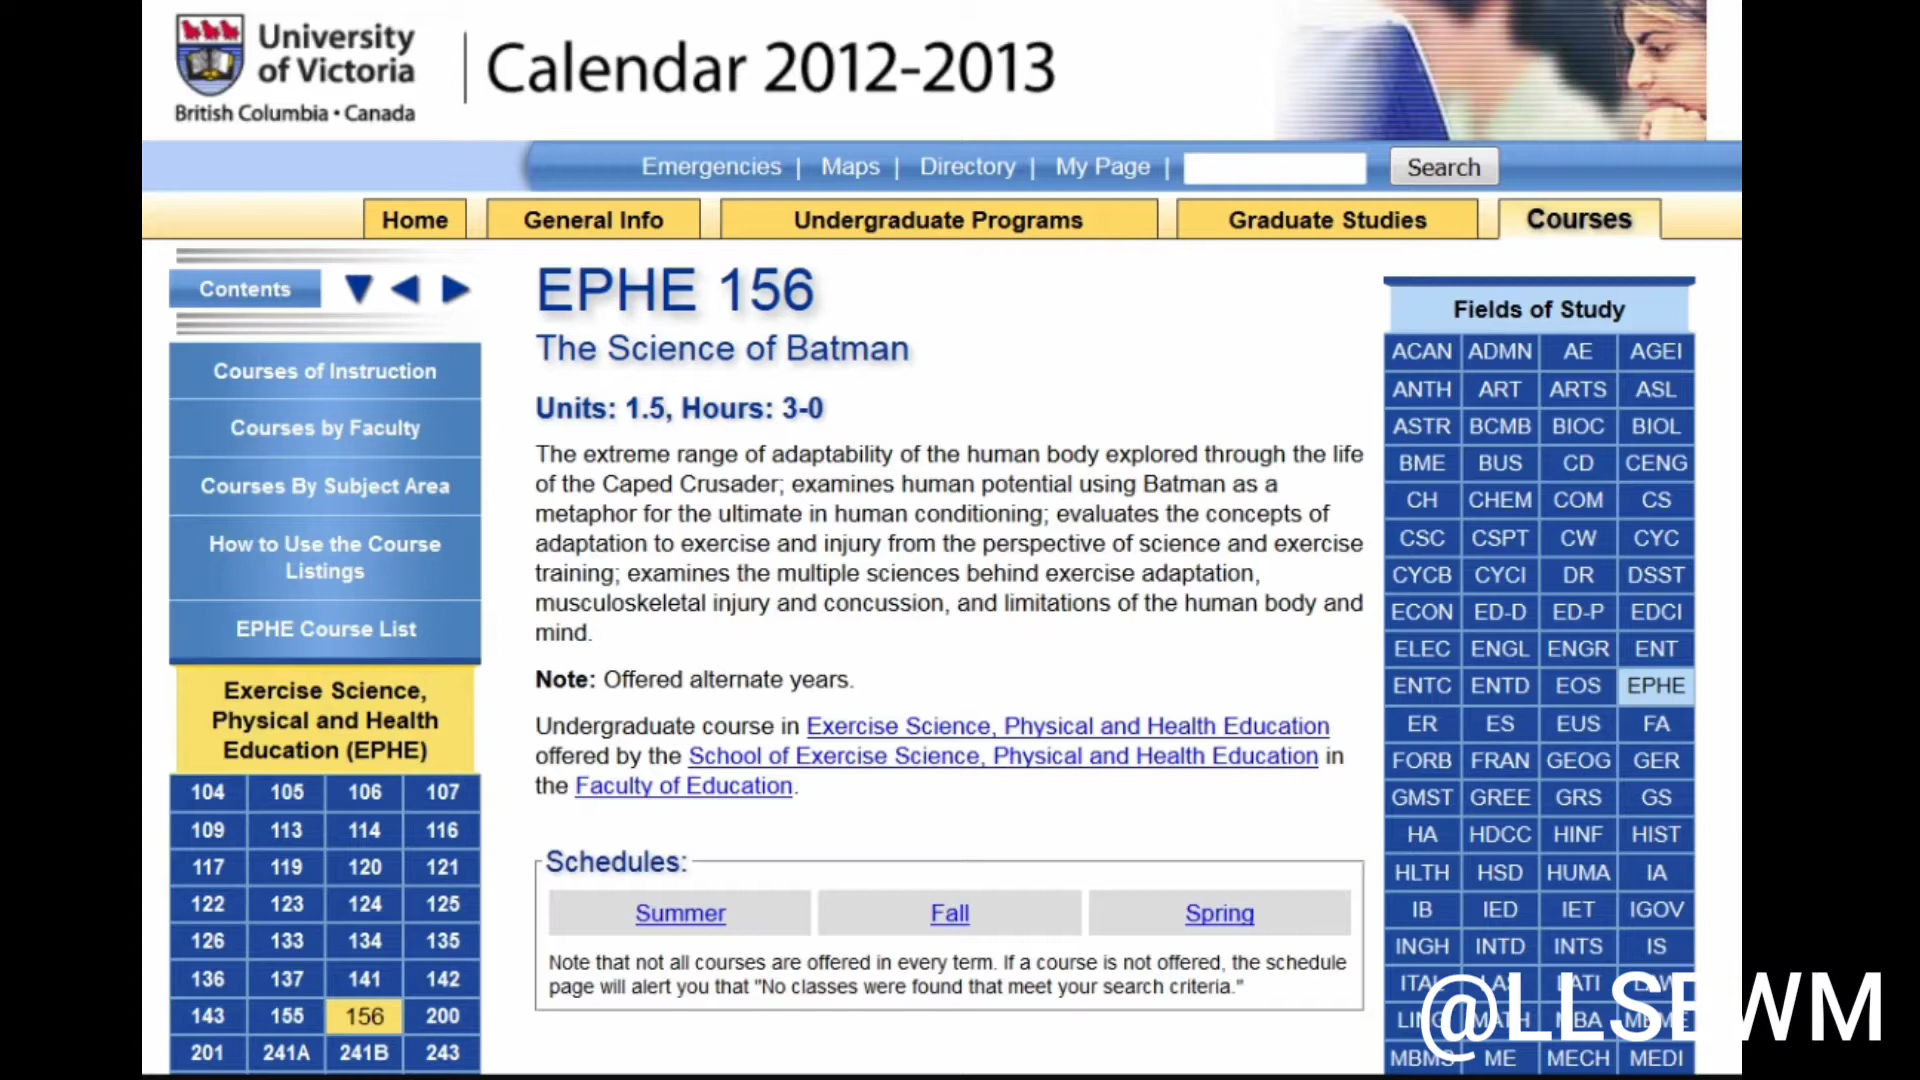 University
of Victoria
British Columbia • Canada
Calendar 2012-2013
Emergencies | Maps | Directory | My Page |
Search
Home
General Info
Undergraduate Programs
Graduate Studies
Courses
Contents
Courses of Instruction
Courses by Faculty
Courses By Subject Area
How to Use the Course
Listings
EPHE Course List
Exercise Science,
Physical and Health
Education (EPHE)
104 105 106 107
109 113 114 116
117 119 120 121
122 123 124 125
126 133 134 135
136 137 141 142
143 155 156 200
201 241A 241B 243
EPHE 156
The Science of Batman
Units: 1.5, Hours: 3-0
The extreme range of adaptability of the human body explored through the life
of the Caped Crusader; examines human potential using Batman as a
metaphor for the ultimate in human conditioning; evaluates the concepts of
adaptation to exercise and injury from the perspective of science and exercise
training; examines the multiple sciences behind exercise adaptation,
musculoskeletal injury and concussion, and limitations of the human body and
mind.
Note: Offered alternate years.
Undergraduate course in Exercise Science, Physical and Health Education
offered by the School of Exercise Science, Physical and Health Education in
the Faculty of Education.
Schedules:
Summer
Fall
Spring
Note that not all courses are offered in every term. If a course is not offered, the schedule
page will alert you that "No classes were found that meet your search criteria."
Fields of Study
ACAN ADMN AE AGEI
ANTH ART ARTS ASL
ASTR BCMB BIOC BIOL
BME BUS CD CENG
CH CHEM COM CS
CSC CSPT CW CYC
CYCB CYCI DR DSST
ECON ED-D ED-P EDCI
ELEC ENGL ENGR ENT
ENTC ENTD EOS EPHE
ER ES EUS FA
FORB FRAN GEOG GER
GMST GREE GRS GS
HA HDCC HINF HIST
HLTH HSD HUMA IA
IB IED IET IGOV
INGH INTD INTS IS
MBMS ME MECH MEDI